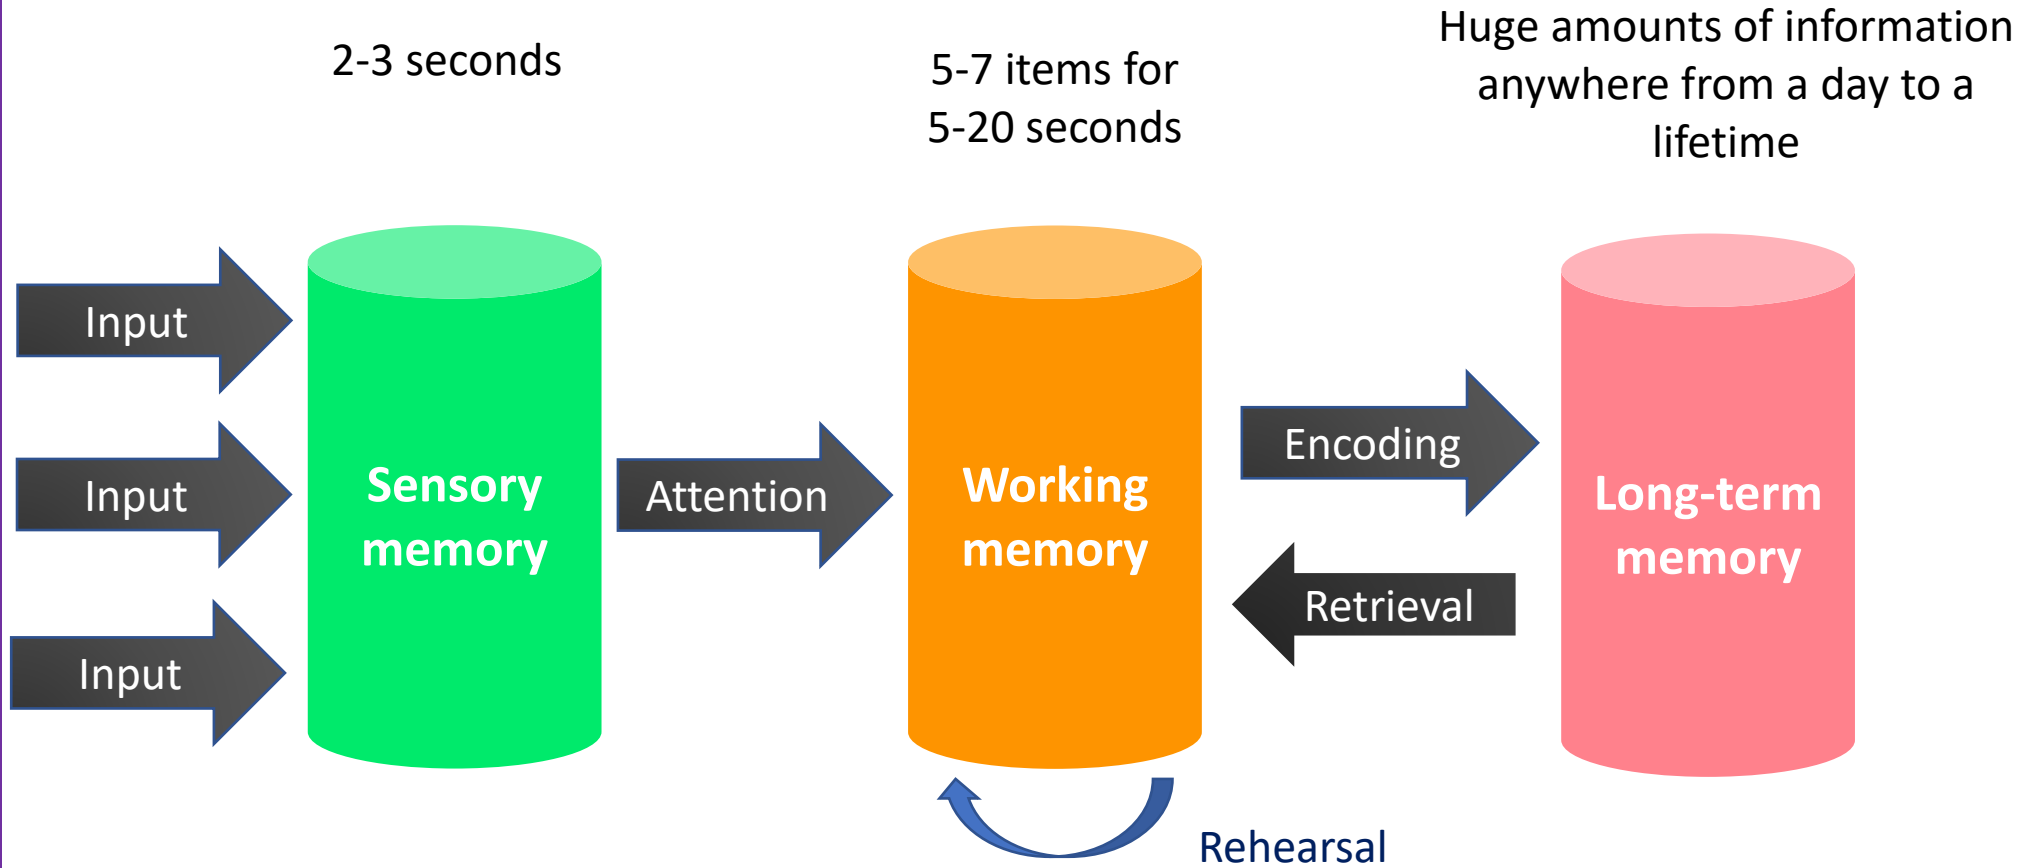 2-3 seconds
5-7 items for
5-20 seconds
Huge amounts of information
anywhere from a day to a
lifetime
Input
Input
Input
Sensory
memory
Attention
Working
memory
Encoding
Retrieval
Long-term
memory
Rehearsal